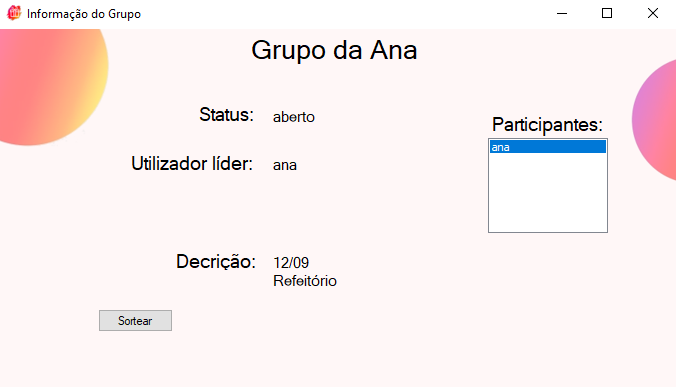 Informação do Grupo
Grupo da Ana
Status: aberto
Participantes:
ana
Utilizador líder: ana
Decrição: 12/09
Refeitório
Sortear